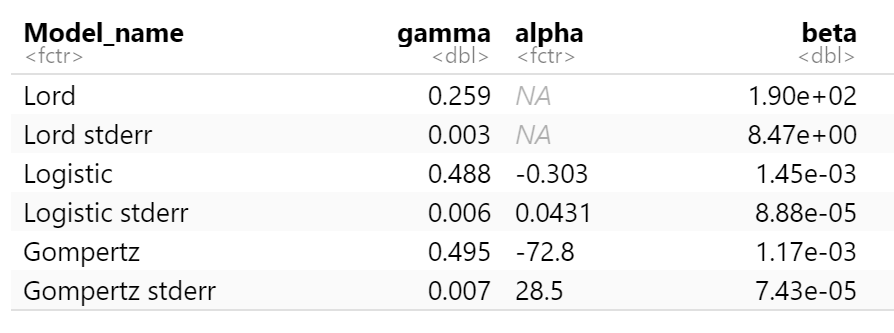 Model_name gamma alpha beta
<fctr> <dbl> <fctr> <dbl>
Lord 0.259 NA 1.90e+02
Lord stderr 0.003 NA 8.47e+00
Logistic 0.488 -0.303 1.45e-03
Logistic stderr 0.006 0.0431 8.88e-05
Gompertz 0.495 -72.8 1.17e-03
Gompertz stderr 0.007 28.5 7.43e-05